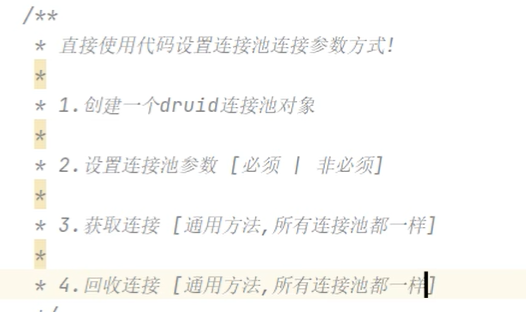 /**
* 直接使用代码设置连接池连接参数方式!
*
* 1.创建一个druid连接池对象
*
* 2.设置连接池参数 [必须 | 非必须]
*
* 3.获取连接 [通用方法,所有连接池都一样]
*
* 4.回收连接 [通用方法,所有连接池都一样]
*/